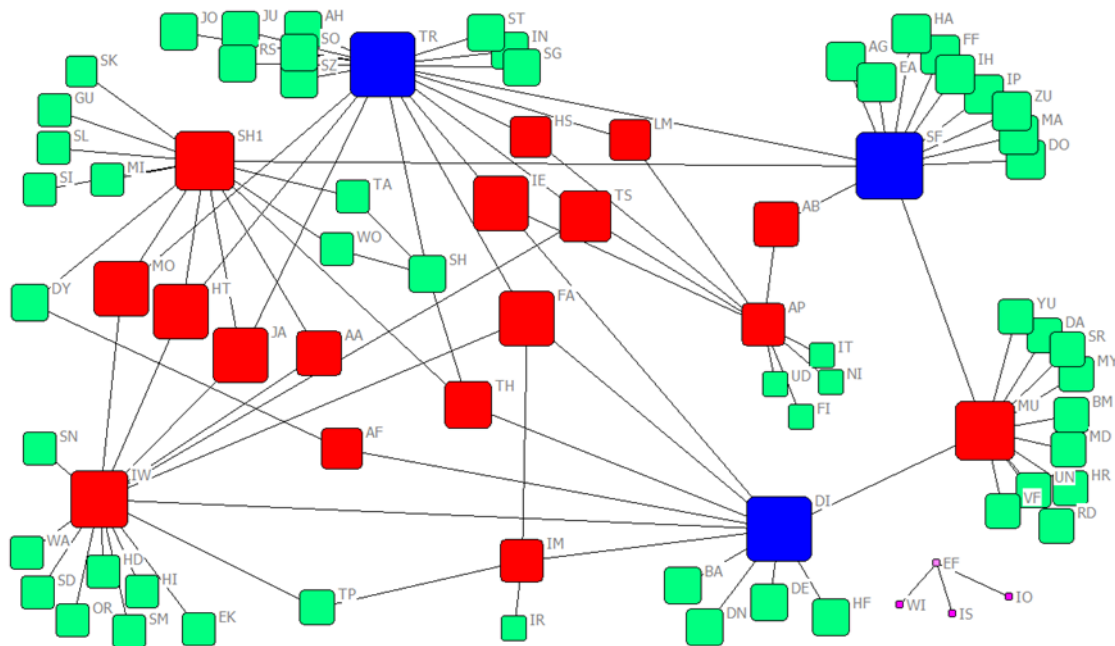 JO
JU
AH
TR
ST
HA
RS
SO
IN
FF
SZ
SG
AG
EA
IH
SK
IP
GU
HS
LM
ZU
SL
SH1
SF
MA
DO
SI
MI
TA
IE
TS
AB
WO
SH
DY
MO
HT
FA
AP
YU
DA
JA
AA
IT
SR
UD
NI
MY
TH
FI
MU
BM
SN
AF
MD
IW
DI
UN
HR
VF
RD
WA
HD
IM
BA
EF
SD
HI
TP
DE
WI
IO
OR
SM
EK
IR
DN
HF
IS